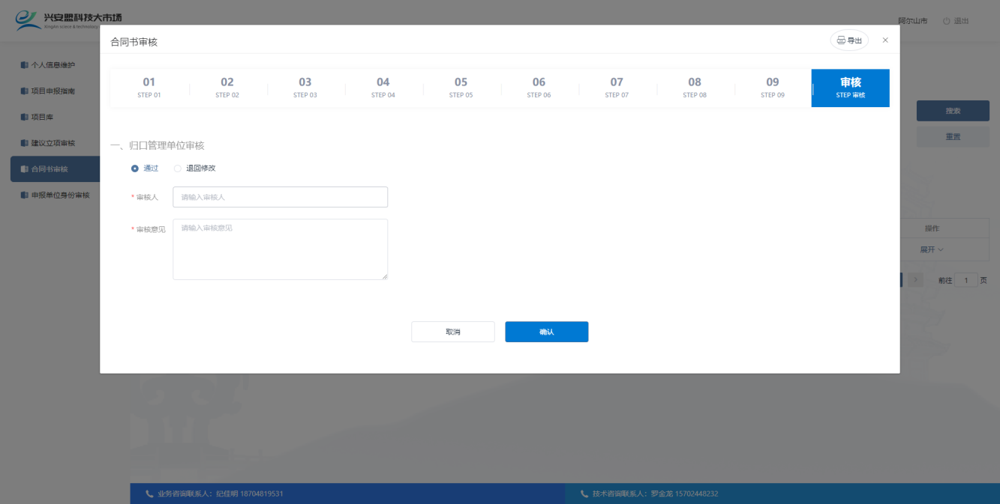 兴安盟科技大市场
阿尔山市
退出
合同书审核
导出
个人信息维护
项目申报指南
项目库
建议立项审核
合同书审核
申报单位身份审核
01
STEP 01
02
STEP 02
03
STEP 03
04
STEP 04
05
STEP 05
06
STEP 06
07
STEP 07
08
STEP 08
09
STEP 09
审核
STEP 审核
搜索
重置
一、归口管理单位审核
通过
退回修改
* 审核人
请输入审核人
* 审核意见
请输入审核意见
操作
展开
前往 1 页
取消
确认
业务咨询联系人：纪佳明 18704819531
技术咨询联系人：罗金龙 15702448232